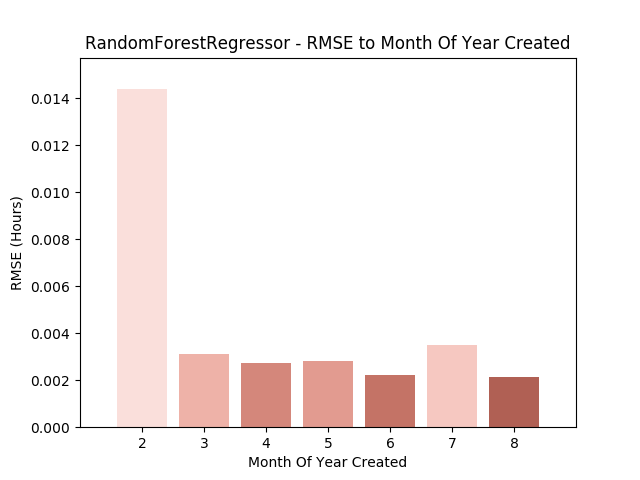 RandomForestRegressor - RMSE to Month Of Year Created
RMSE (Hours)
0.014
0.012
0.010
0.008
0.006
0.004
0.002
0.000
2 3 4 5 6 7 8
Month Of Year Created